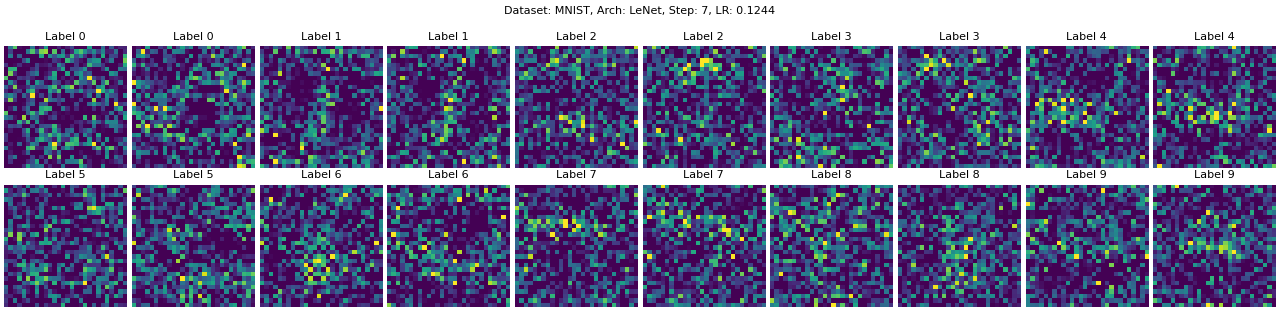 Dataset: MNIST, Arch: LeNet, Step: 7, LR: 0.1244
Label 0 Label 0 Label 1 Label 1 Label 2 Label 2 Label 3 Label 3 Label 4 Label 4
Label 5 Label 5 Label 6 Label 6 Label 7 Label 7 Label 8 Label 8 Label 9 Label 9